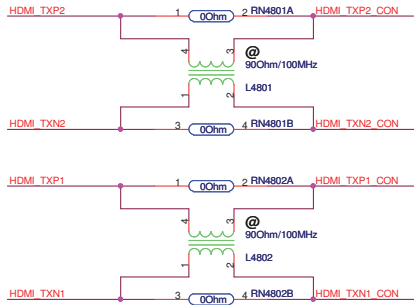 HDMI_TXP2 1 0Ohm 2 RN4801A HDMI_TXP2_CON
4 3 @
90Ohm/100MHz
1 2 L4801
HDMI_TXN2 3 0Ohm 4 RN4801B HDMI_TXN2_CON
HDMI_TXP1 1 0Ohm 2 RN4802A HDMI_TXP1_CON
4 3 @
90Ohm/100MHz
1 2 L4802
HDMI_TXN1 3 0Ohm 4 RN4802B HDMI_TXN1_CON